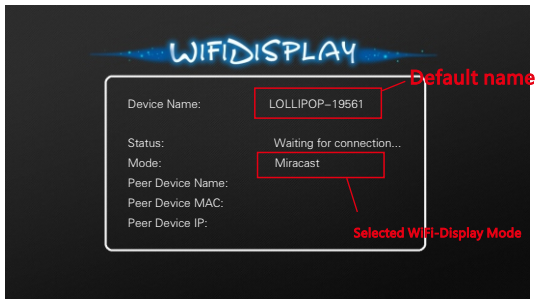 WIFIDISPLAY
Default name
Device Name: LOLLIPOP-19561
Status: Waiting for connection...
Mode: Miracast
Peer Device Name:
Peer Device MAC:
Peer Device IP:
Selected WiFi-Display Mode